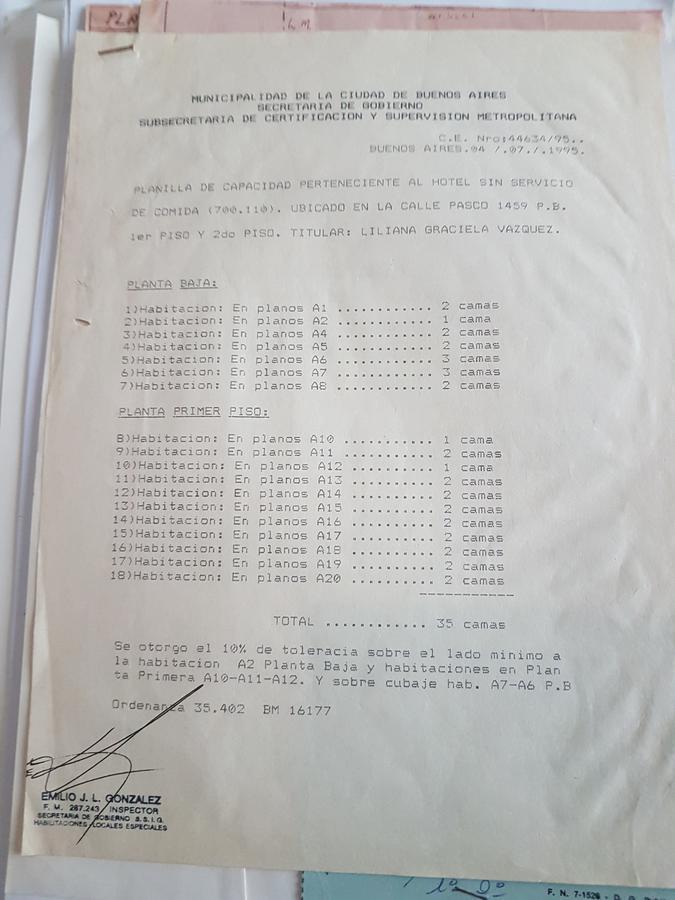 MUNICIPALIDAD DE LA CIUDAD DE BUENOS AIRES
SECRETARIA DE GOBIERNO
SUBSECRETARIA DE CERTIFICACION Y SUPERVISION METROPOLITANA
C.E. Nro:44634/95..
BUENOS AIRES.04 /.07./.1995.
PLANILLA DE CAPACIDAD PERTENECIENTE AL HOTEL SIN SERVICIO
DE COMIDA (700.110). UBICADO EN LA CALLE PASCO 1459 P.B.
1er PISO Y 2do PISO. TITULAR: LILIANA GRACIELA VAZQUEZ.
PLANTA BAJA:
1)Habitacion: En planos A1 ............ 2 camas
2)Habitacion: En planos A2 ............ 1 cama
3)Habitacion: En planos A4 ............ 2 camas
4)Habitacion: En planos A5 ............ 2 camas
5)Habitacion: En planos A6 ............ 3 camas
6)Habitacion: En planos A7 ............ 3 camas
7)Habitacion: En planos A8 ............ 2 camas
PLANTA PRIMER PISO:
8)Habitacion: En planos A10 ........... 1 cama
9)Habitacion: En planos A11 ........... 2 camas
10)Habitacion: En planos A12 ........... 1 cama
11)Habitacion: En planos A13 ........... 2 camas
12)Habitacion: En planos A14 ........... 2 camas
13)Habitacion: En planos A15 ........... 2 camas
14)Habitacion: En planos A16 ........... 2 camas
15)Habitacion: En planos A17 ........... 2 camas
16)Habitacion: En planos A18 ........... 2 camas
17)Habitacion: En planos A19 ........... 2 camas
18)Habitacion: En planos A20 ........... 2 camas
TOTAL ............ 35 camas
Se otorgo el 10% de toleracia sobre el lado minimo a
la habitacion A2 Planta Baja y habitaciones en Plan
ta Primera A10-A11-A12. Y sobre cubaje hab. A7-A6 P.B
Ordenanza 35.402 BM 16177
EMILIO J. L. GONZALEZ
F. M. 267.243 INSPECTOR
SECRETARIA DE GOBIERNO S.S.I.G.
HABILITACIONES LOCALES ESPECIALES
1º Dº
F. N. 7-1526